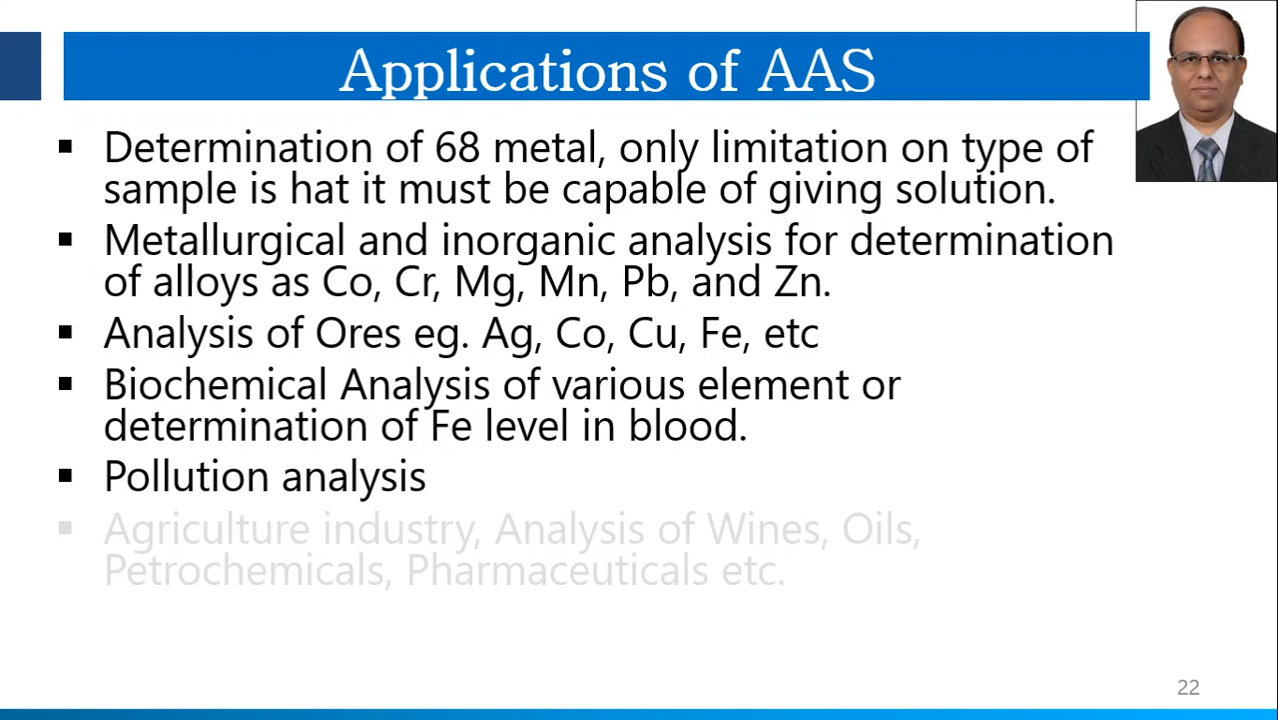 Applications of AAS
▪ Determination of 68 metal, only limitation on type of
sample is hat it must be capable of giving solution.
▪ Metallurgical and inorganic analysis for determination
of alloys as Co, Cr, Mg, Mn, Pb, and Zn.
▪ Analysis of Ores eg. Ag, Co, Cu, Fe, etc
▪ Biochemical Analysis of various element or
determination of Fe level in blood.
▪ Pollution analysis
▪ Agriculture industry, Analysis of Wines, Oils,
Petrochemicals, Pharmaceuticals etc.
22